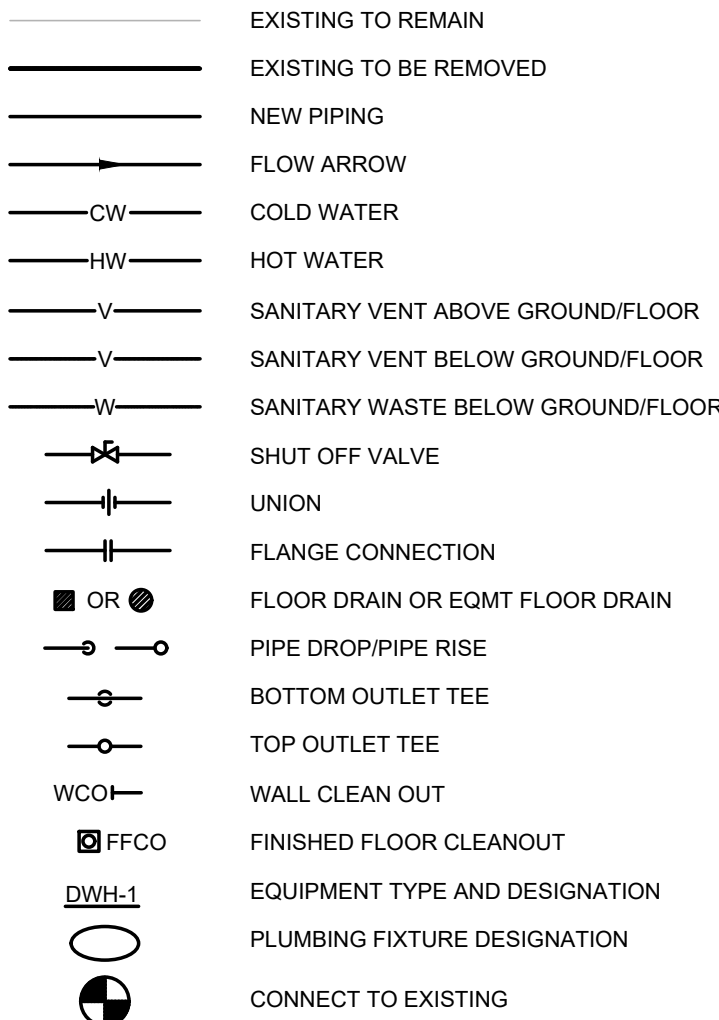 EXISTING TO REMAIN
EXISTING TO BE REMOVED
NEW PIPING
FLOW ARROW
CW COLD WATER
HW HOT WATER
V SANITARY VENT ABOVE GROUND/FLOOR
V SANITARY VENT BELOW GROUND/FLOOR
W SANITARY WASTE BELOW GROUND/FLOOR
SHUT OFF VALVE
UNION
FLANGE CONNECTION
OR FLOOR DRAIN OR EQMT FLOOR DRAIN
PIPE DROP/PIPE RISE
BOTTOM OUTLET TEE
TOP OUTLET TEE
WCO WALL CLEAN OUT
FFCO FINISHED FLOOR CLEANOUT
DWH-1 EQUIPMENT TYPE AND DESIGNATION
PLUMBING FIXTURE DESIGNATION
CONNECT TO EXISTING